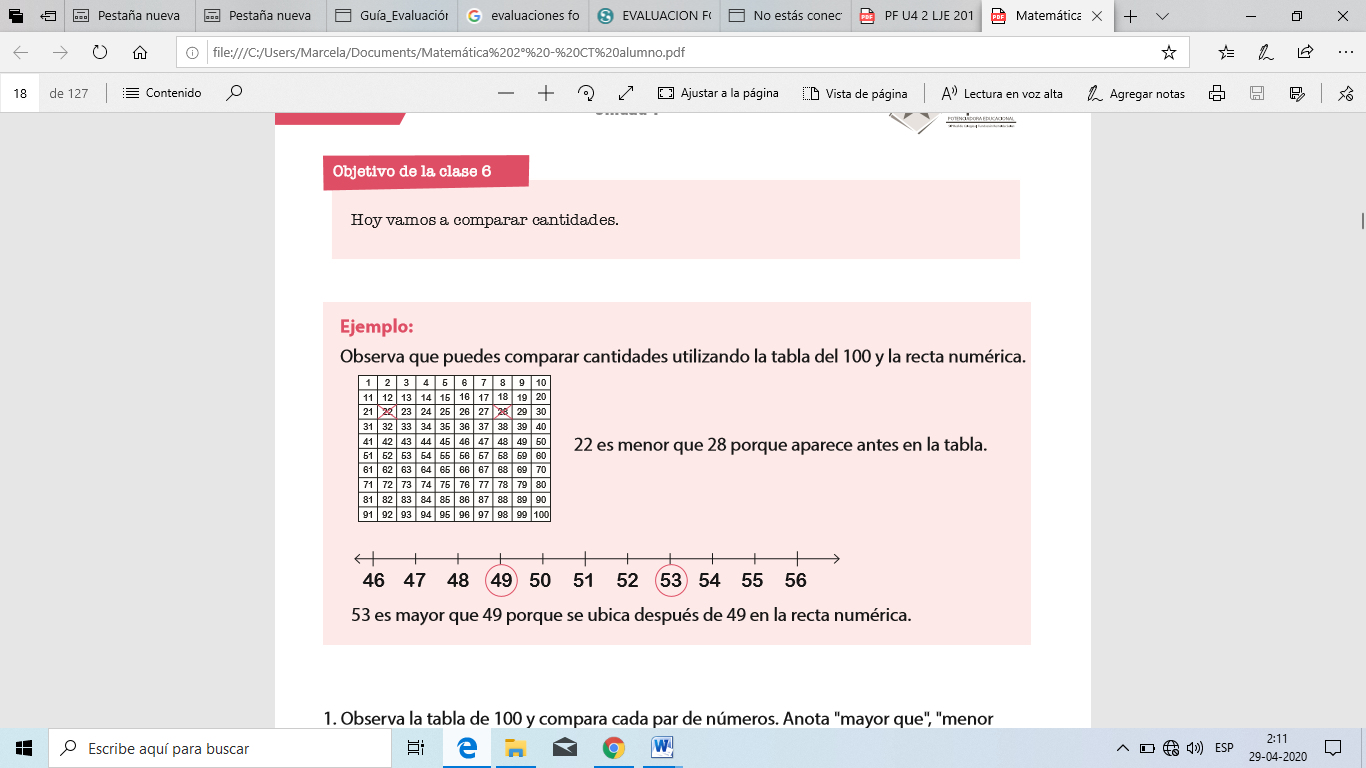 Pestaña nueva Pestaña nueva Guía_Evaluación evaluaciones fo EVALUACION FO No estás conec PF U4 2 LJE 201 Matemática
file:///C:/Users/Marcela/Documents/Matemática%202°%20-%20CT%20alumno.pdf
18 de 127 Contenido Ajustar a la página Vista de página Lectura en voz alta Agregar notas
POTENCIADORA EDUCACIONAL
Objetivo de la clase 6
Hoy vamos a comparar cantidades.
Ejemplo:
Observa que puedes comparar cantidades utilizando la tabla del 100 y la recta numérica.
1 2 3 4 5 6 7 8 9 10
11 12 13 14 15 16 17 18 19 20
21 22 23 24 25 26 27 28 29 30
31 32 33 34 35 36 37 38 39 40
41 42 43 44 45 46 47 48 49 50
51 52 53 54 55 56 57 58 59 60
61 62 63 64 65 66 67 68 69 70
71 72 73 74 75 76 77 78 79 80
81 82 83 84 85 86 87 88 89 90
91 92 93 94 95 96 97 98 99 100
22 es menor que 28 porque aparece antes en la tabla.
46 47 48 49 50 51 52 53 54 55 56
53 es mayor que 49 porque se ubica después de 49 en la recta numérica.
1. Observa la tabla de 100 y compara cada par de números. Anota "mayor que", "menor
Escribe aquí para buscar
ESP
2:11
29-04-2020